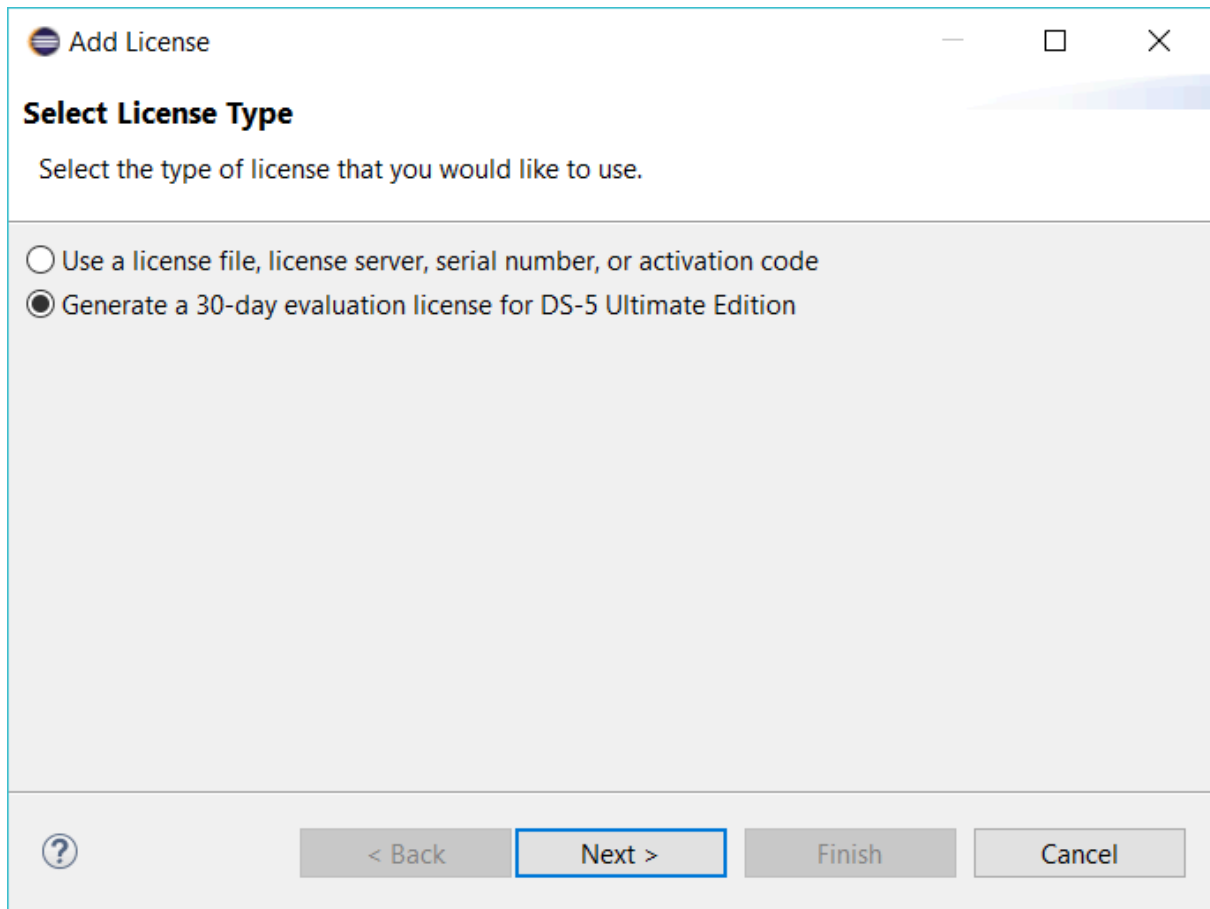 Add License
Select License Type
Select the type of license that you would like to use.
Use a license file, license server, serial number, or activation code
Generate a 30-day evaluation license for DS-5 Ultimate Edition
? < Back Next > Finish Cancel